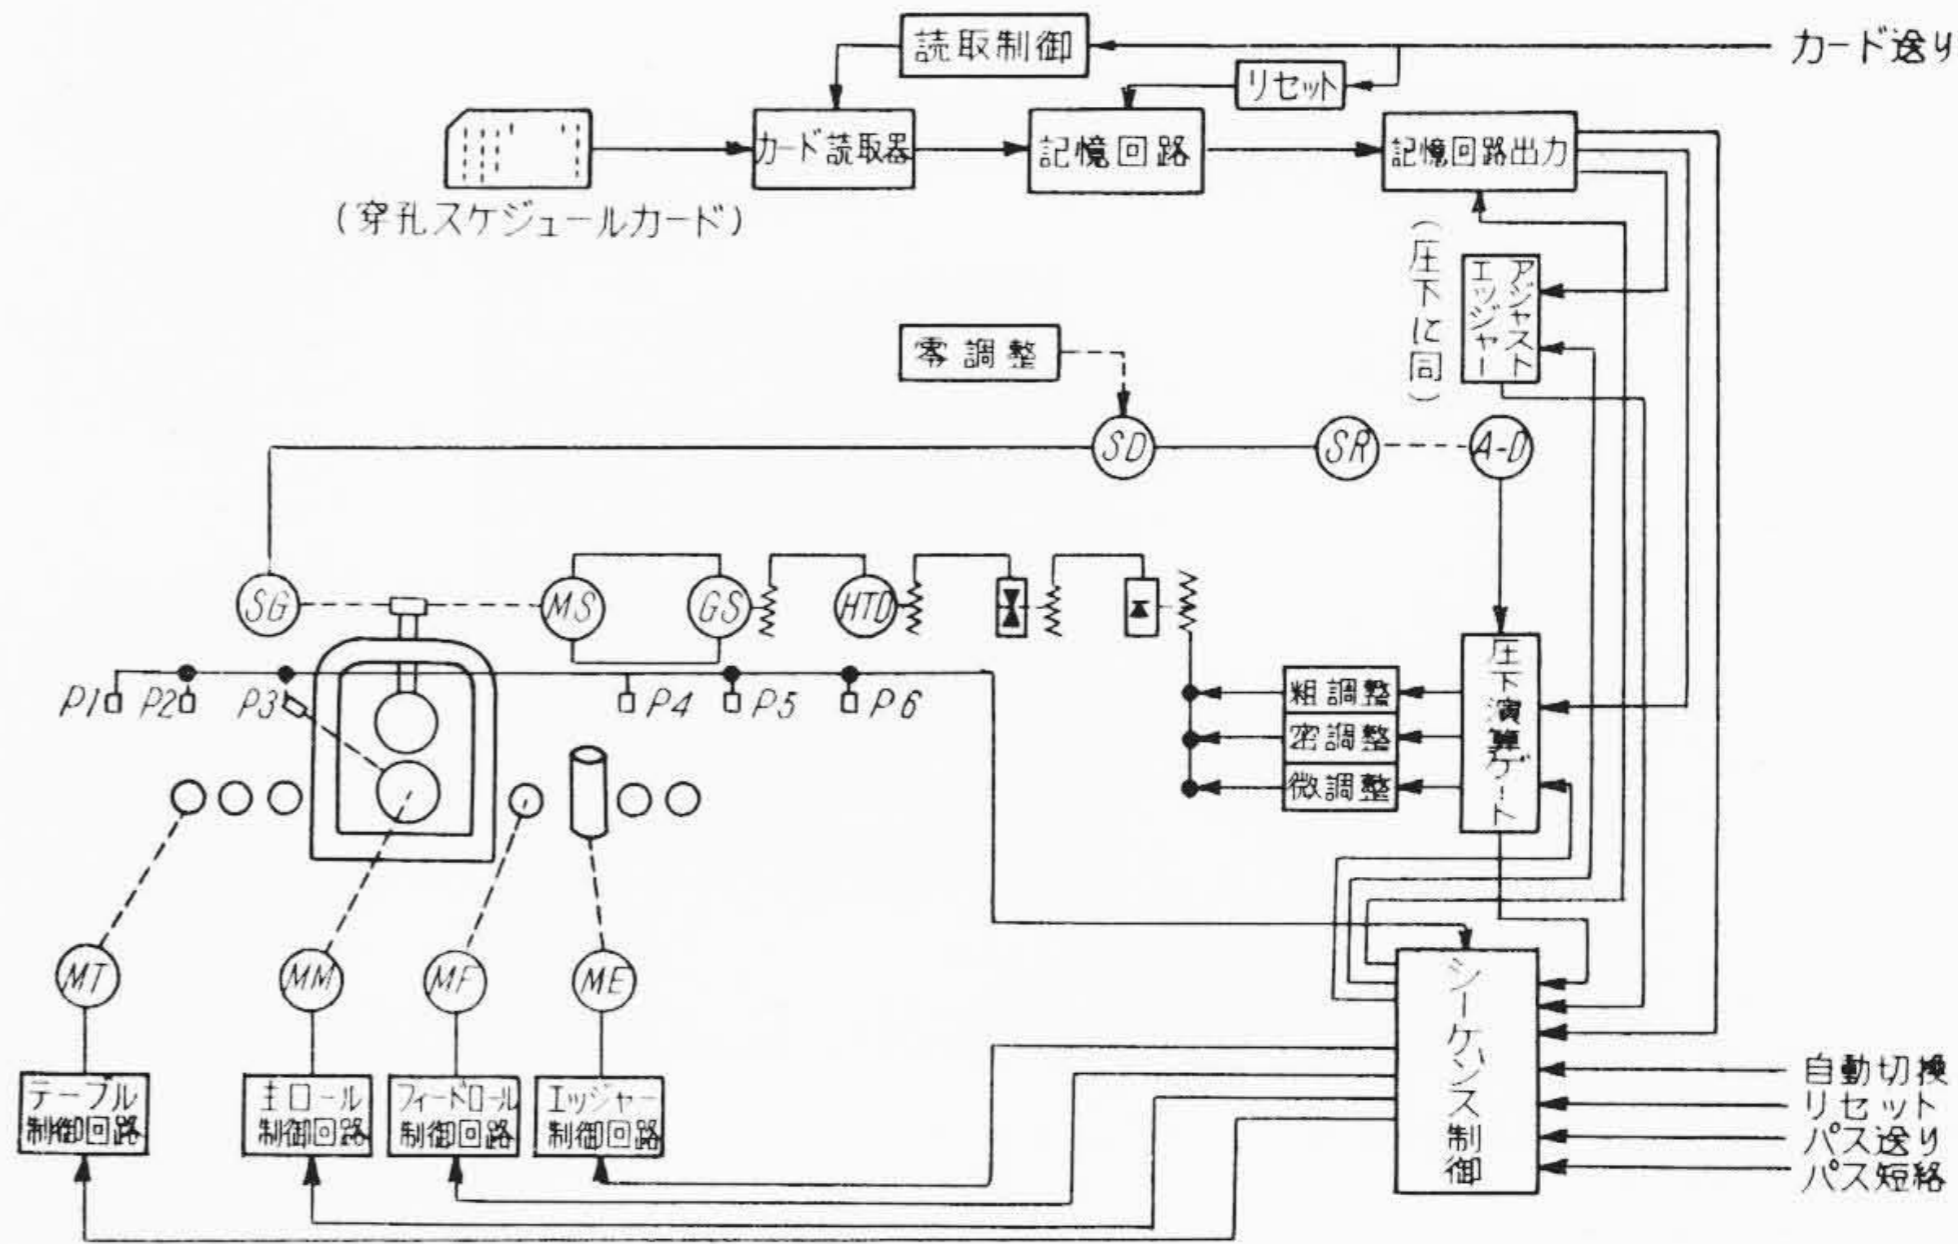 読取制御
カード送り
リセット
カード読取器
記憶回路
記憶回路出力
(穿孔スケジュールカード)
(圧下に同)
アジャスト
エッジャー
零調整
SD
SR
A-D
SG
MS
GS
HTD
P1
P2
P3
P4
P5
P6
粗調整
密調整
微調整
圧下演算ゲート
MT
MM
MF
ME
シーケンス制御
テーブル
制御回路
主ロール
制御回路
フィードロール
制御回路
エッジャー
制御回路
自動切換
リセット
パス送り
パス短絡